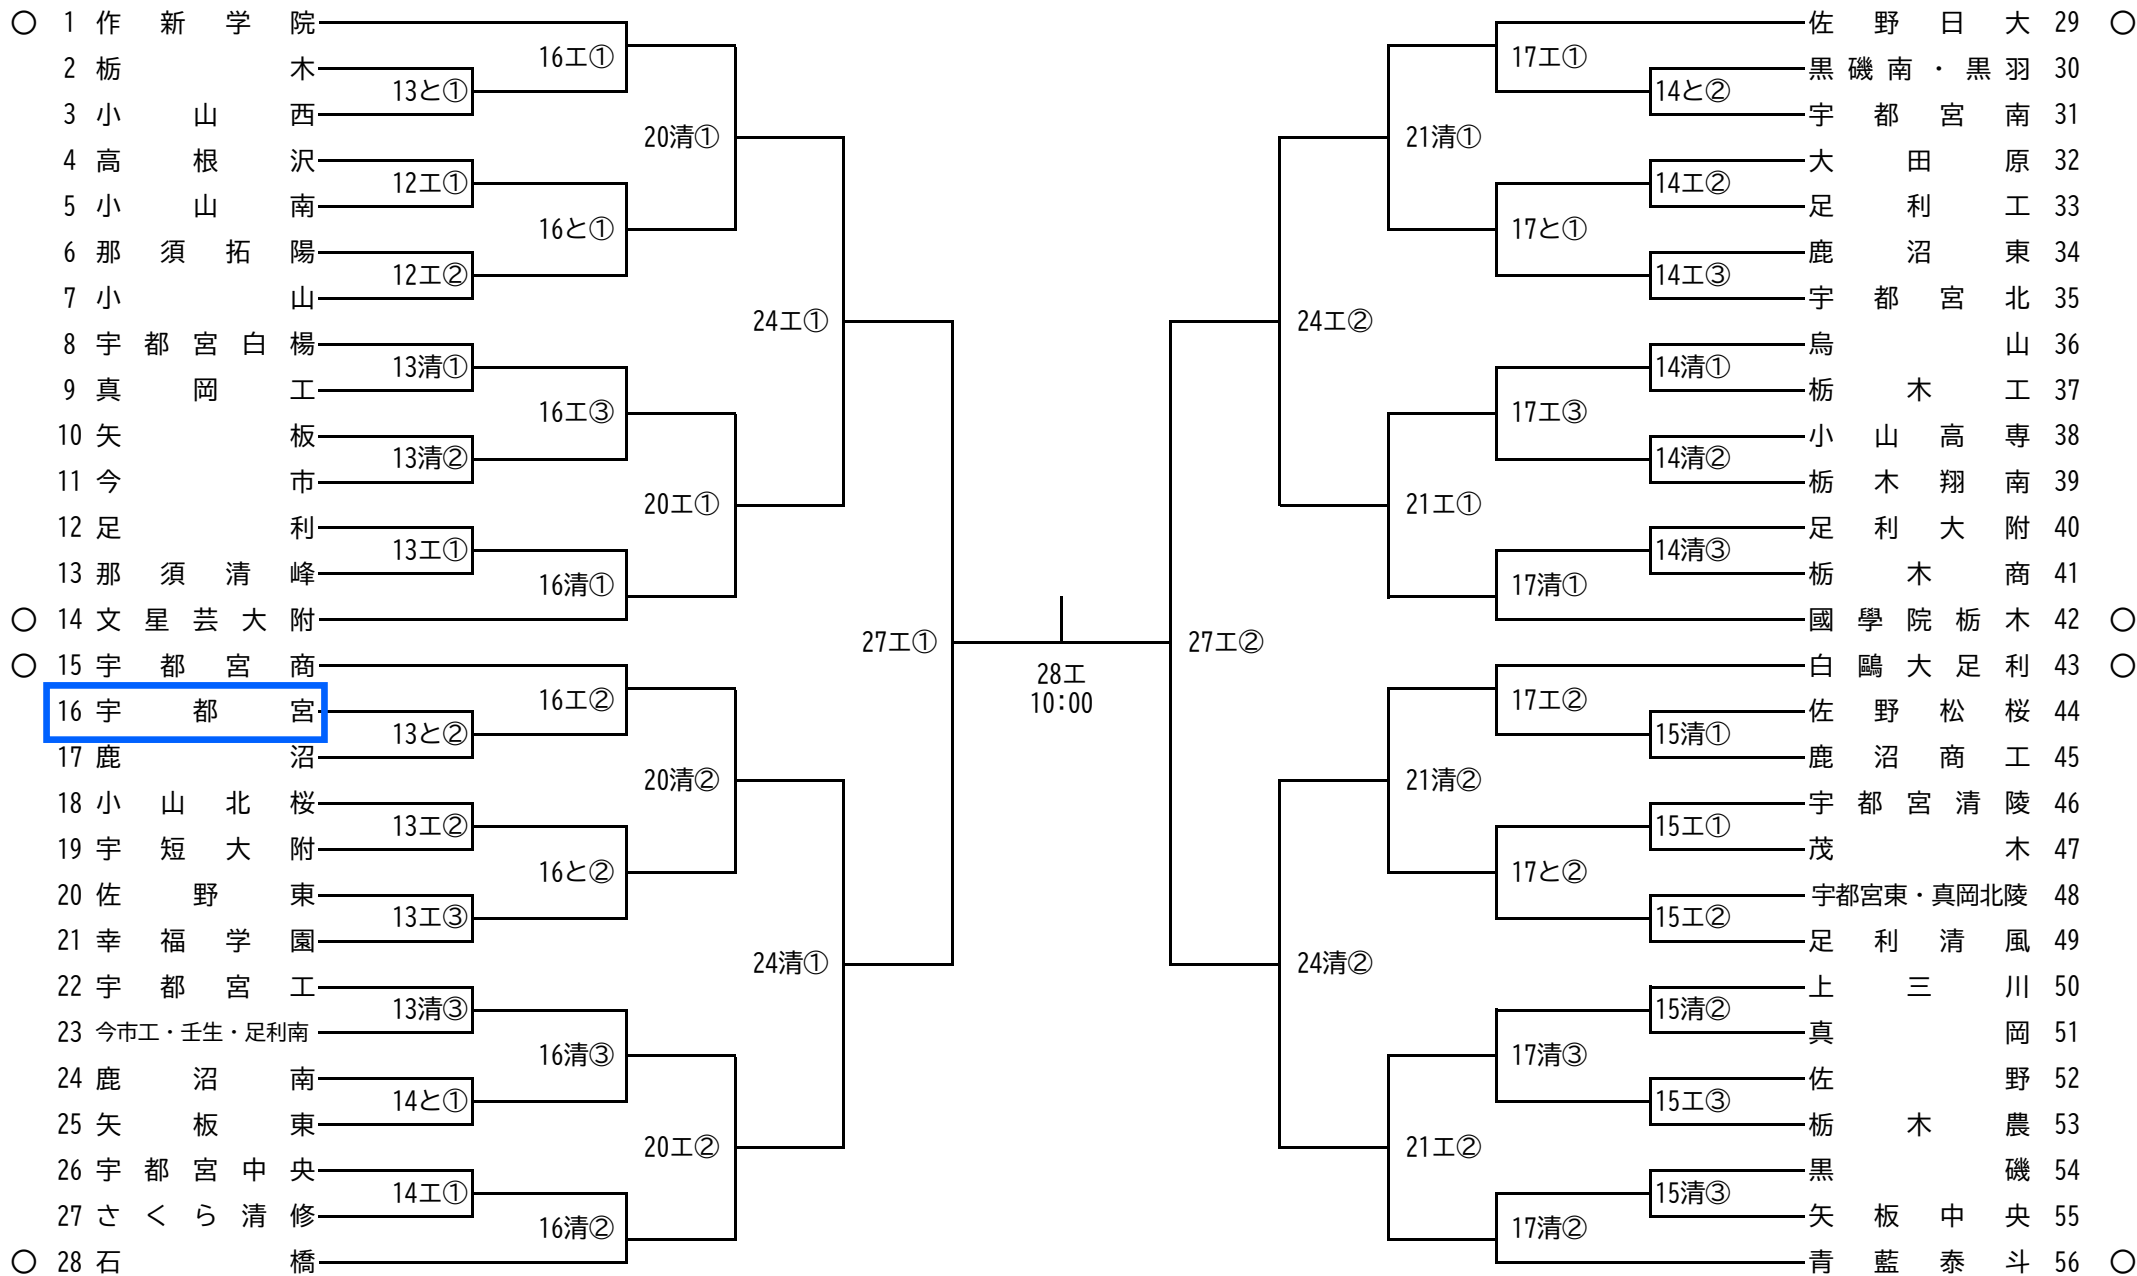 ○ 1 作新学院
2 栃木
3 小山西
4 高根沢
5 小山南
6 那須拓陽
7 小山
8 宇都宮白楊
9 真岡工
10 矢板
11 今市
12 足利
13 那須清峰
○ 14 文星芸大附
○ 15 宇都宮商
16 宇都宮
17 鹿沼
18 小山北桜
19 宇短大附
20 佐野東
21 幸福学園
22 宇都宮工
23 今市工・壬生・足利南
24 鹿沼南
25 矢板東
26 宇都宮中央
27 さくら清修
○ 28 石橋
13と①
12工①
12工②
13清①
13清②
13工①
13と②
13工②
13工③
13清③
14と①
14工①
16工①
16と①
16工③
16清①
16工②
16と②
16清③
16清②
20清①
20工①
20清②
20工②
24工①
24清①
27工①
28工
10:00
27工②
24工②
24清②
21清①
21工①
21清②
21工②
17工①
17と①
17工③
17清①
17工②
17と②
17清③
17清②
14と②
14工②
14工③
14清①
14清②
14清③
15清①
15工①
15工②
15清②
15工③
15清③
佐野日大 29 ○
黒磯南・黒羽 30
宇都宮南 31
大田原 32
足利工 33
鹿沼東 34
宇都宮北 35
烏山 36
栃木工 37
小山高専 38
栃木翔南 39
足利大附 40
栃木商 41
國學院栃木 42 ○
白鷗大足利 43 ○
佐野松桜 44
鹿沼商工 45
宇都宮清陵 46
茂木 47
宇都宮東・真岡北陵 48
足利清風 49
上三川 50
真岡 51
佐野 52
栃木農 53
黒磯 54
矢板中央 55
青藍泰斗 56 ○